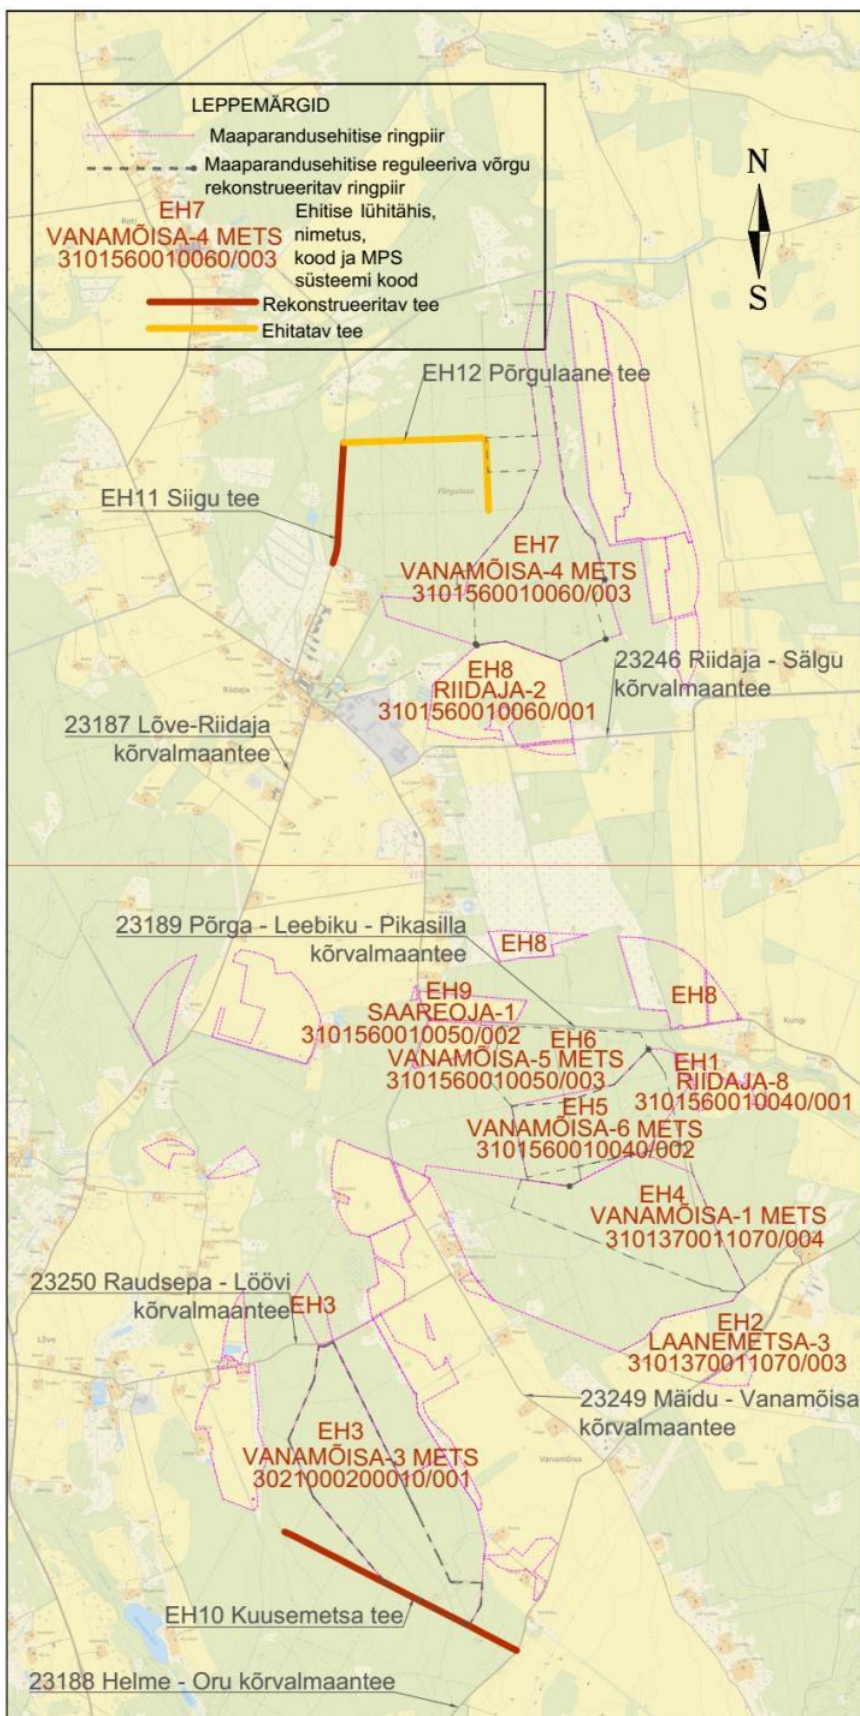 LEPPEMÄRGID
Maaparandusehitise ringpiir
Maaparandusehitise reguleeriva võrgu
rekonstrueeritav ringpiir
EH7
VANAMÕISA-4 METS
3101560010060/003
Ehitise lühitähis,
nimetus,
kood ja MPS
süsteemi kood
Rekonstrueeritav tee
Ehitatav tee
N
S
EH12 Põrgulaane tee
EH11 Siigu tee
EH7
VANAMÕISA-4 METS
3101560010060/003
23246 Riidaja - Sälgu
kõrvalmaantee
EH8
RIIDAJA-2
3101560010060/001
Riidaja
23187 Lõve-Riidaja
kõrvalmaantee
23189 Põrga - Leebiku - Pikasilla
kõrvalmaantee
EH8
EH8
Kungi
EH9
SAAREOJA-1
3101560010050/002
EH6
VANAMÕISA-5 METS
3101560010050/003
EH1
RIIDAJA-8
3101560010040/001
EH5
VANAMÕISA-6 METS
3101560010040/002
EH4
VANAMÕISA-1 METS
3101370011070/004
23250 Raudsepa - Löövi
kõrvalmaantee
EH3
EH2
LAANEMETSA-3
3101370011070/003
Lõve
23249 Mäidu - Vanamõisa
kõrvalmaantee
EH3
VANAMÕISA-3 METS
3021000200010/001
Vanamõisa
EH10 Kuusemetsa tee
23188 Helme - Oru kõrvalmaantee